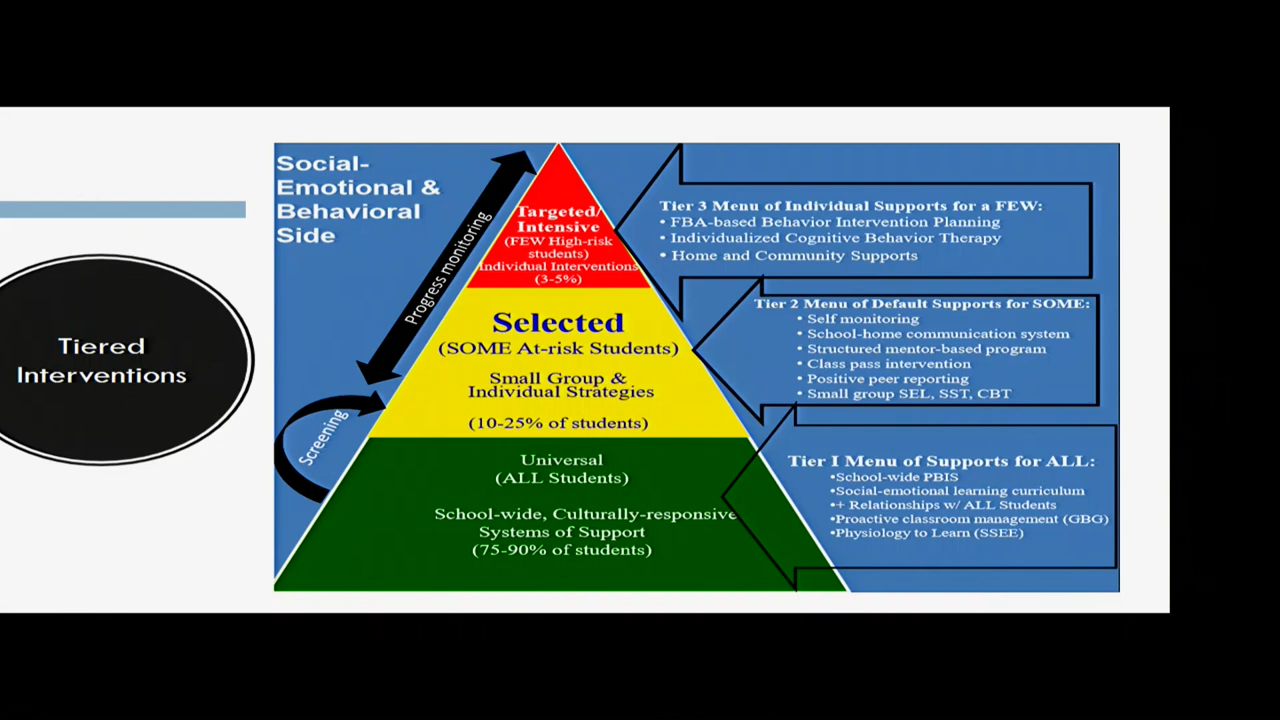 Tiered
Interventions
Social-
Emotional &
Behavioral
Side
Progress monitoring
Screening
Targeted/
Intensive
(FEW High-risk
students)
Individual Interventions
(3-5%)
Selected
(SOME At-risk Students)
Small Group &
Individual Strategies
(10-25% of students)
Universal
(ALL Students)
School-wide, Culturally-responsive
Systems of Support
(75-90% of students)
Tier 3 Menu of Individual Supports for a FEW:
• FBA-based Behavior Intervention Planning
• Individualized Cognitive Behavior Therapy
• Home and Community Supports
Tier 2 Menu of Default Supports for SOME:
• Self monitoring
• School-home communication system
• Structured mentor-based program
• Class pass intervention
• Positive peer reporting
• Small group SEL, SST, CBT
Tier I Menu of Supports for ALL:
•School-wide PBIS
•Social-emotional learning curriculum
•+ Relationships w/ ALL Students
•Proactive classroom management (GBG)
•Physiology to Learn (SSEE)